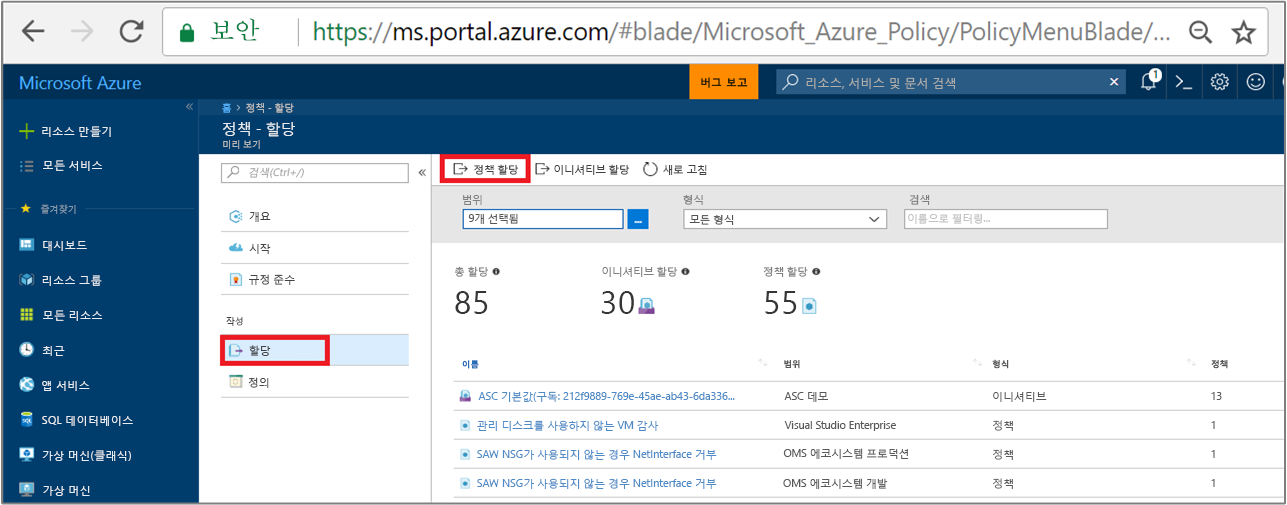 보안 https://ms.portal.azure.com/#blade/Microsoft_Azure_Policy/PolicyMenuBlade/...
Microsoft Azure 버그 보고 리소스, 서비스 및 문서 검색 1
홈 > 정책 - 할당
정책 - 할당
미리 보기
리소스 만들기
모든 서비스
즐겨찾기
대시보드
리소스 그룹
모든 리소스
최근
앱 서비스
SQL 데이터베이스
가상 머신(클래식)
가상 머신
검색(Ctrl+/)
개요
시작
규정 준수
작성
할당
정의
정책 할당 이니셔티브 할당 새로 고침
범위 형식 검색
9개 선택됨 ... 모든 형식 이름으로 필터링...
총 할당 이니셔티브 할당 정책 할당
85 30 55
이름 범위 형식 정책
ASC 기본값(구독: 212f9889-769e-45ae-ab43-6da336... ASC 데모 이니셔티브 13
관리 디스크를 사용하지 않는 VM 감사 Visual Studio Enterprise 정책 1
SAW NSG가 사용되지 않는 경우 NetInterface 거부 OMS 에코시스템 프로덕션 정책 1
SAW NSG가 사용되지 않는 경우 NetInterface 거부 OMS 에코시스템 개발 정책 1